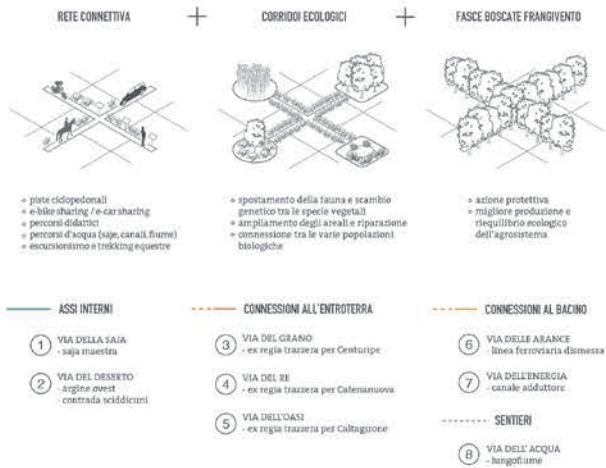 RETE CONNETTIVA + CORRIDOI ECOLOGICI + FASCE BOSCATE FRANGIVENTO
piste ciclopedonali
e-bike sharing / e-car sharing
percorsi didattici
percorsi d'acqua (saje, canali, fiume)
escursionismo e trekking equestre
spostamento della fauna e scambio
genetico tra le specie vegetali
ampliamento degli areali e riparazione
connessione tra le varie popolazioni
biologiche
azione protettiva
migliore produzione e
riequilibrio ecologico
dell'agrosistema
ASSI INTERNI
1 VIA DELLA SAJA
- saja maestra
2 VIA DEL DESERTO
- argine ovest
- contrada sciddicuni
CONNESSIONI ALL'ENTROTERRA
3 VIA DEL GRANO
- ex regia trazzera per Centuripe
4 VIA DEL RE
- ex regia trazzera per Catenanuova
5 VIA DELL'OASI
- ex regia trazzera per Caltagirone
CONNESSIONI AL BACINO
6 VIA DELLE ARANCE
- linea ferroviaria dismessa
7 VIA DELL'ENERGIA
- canale adduttore
SENTIERI
8 VIA DELL' ACQUA
- lungofiume